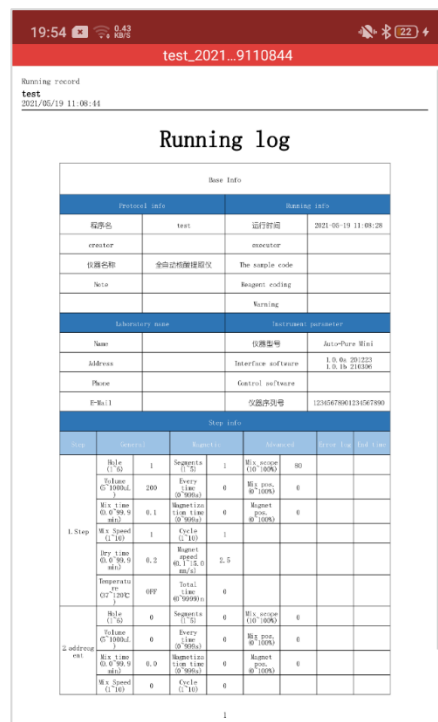 19:54 0.43 KB/S 22
test_2021...9110844
Running record
test
2021/05/19 11:08:44
Running log
Base Info
Protocol info Running info
程序名 test 运行时间 2021-05-19 11:08:28
creator executor
仪器名称 全自动核酸提取仪 The sample code
Note Reagent coding
Warning
Laboratory name Instrument parameter
Name 仪器型号 Auto-Pure Mini
Address Interface software 1.0.0a 201223 1.0.1b 210306
Phone Control software
E-Mail 仪器序列号 12345678901234567890
Step info
Step General Magnetic Advanced Error log End time
1.Step
Hole (1~6) 1 Segments (1~5) 1 Mix scope (10~100%) 80
Volume (5~1000uL) 200 Every time (0~999s) 0 Mix pos. (0~100%) 0
Mix time (0.0~99.9 min) 0.1 Magnetiza tion time (0~999s) 0 Magnet pos. (0~100%) 0
Mix Speed (1~10) 1 Cycle (1~10) 1
Dry time (0.0~99.9 min) 0.2 Magnet speed (0.1~15.0 mm/s) 2.5
Temperatu re 0FF Total time (0~9999)s 0
2.addreag ent
Hole (1~6) 0 Segments (1~5) 0 Mix scope (10~100%) 0
Volume (5~1000uL) 0 Every time (0~999s) 0 Mix pos. (0~100%) 0
Mix time (0.0~99.9 min) 0.0 Magnetiza tion time (0~999s) 0 Magnet pos. (0~100%) 0
Mix Speed (1~10) 0 Cycle (1~10) 0
1